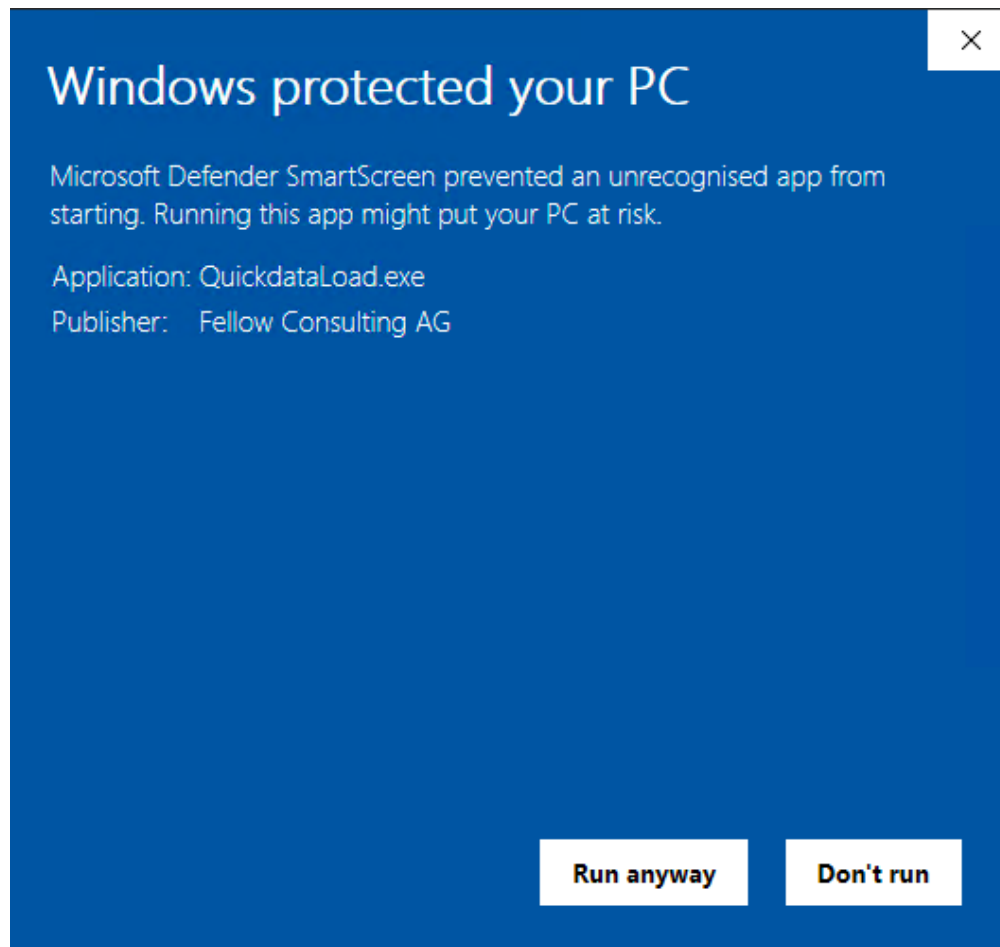 Windows protected your PC
Microsoft Defender SmartScreen prevented an unrecognised app from
starting. Running this app might put your PC at risk.
Application: QuickdataLoad.exe
Publisher: Fellow Consulting AG
Run anyway Don't run